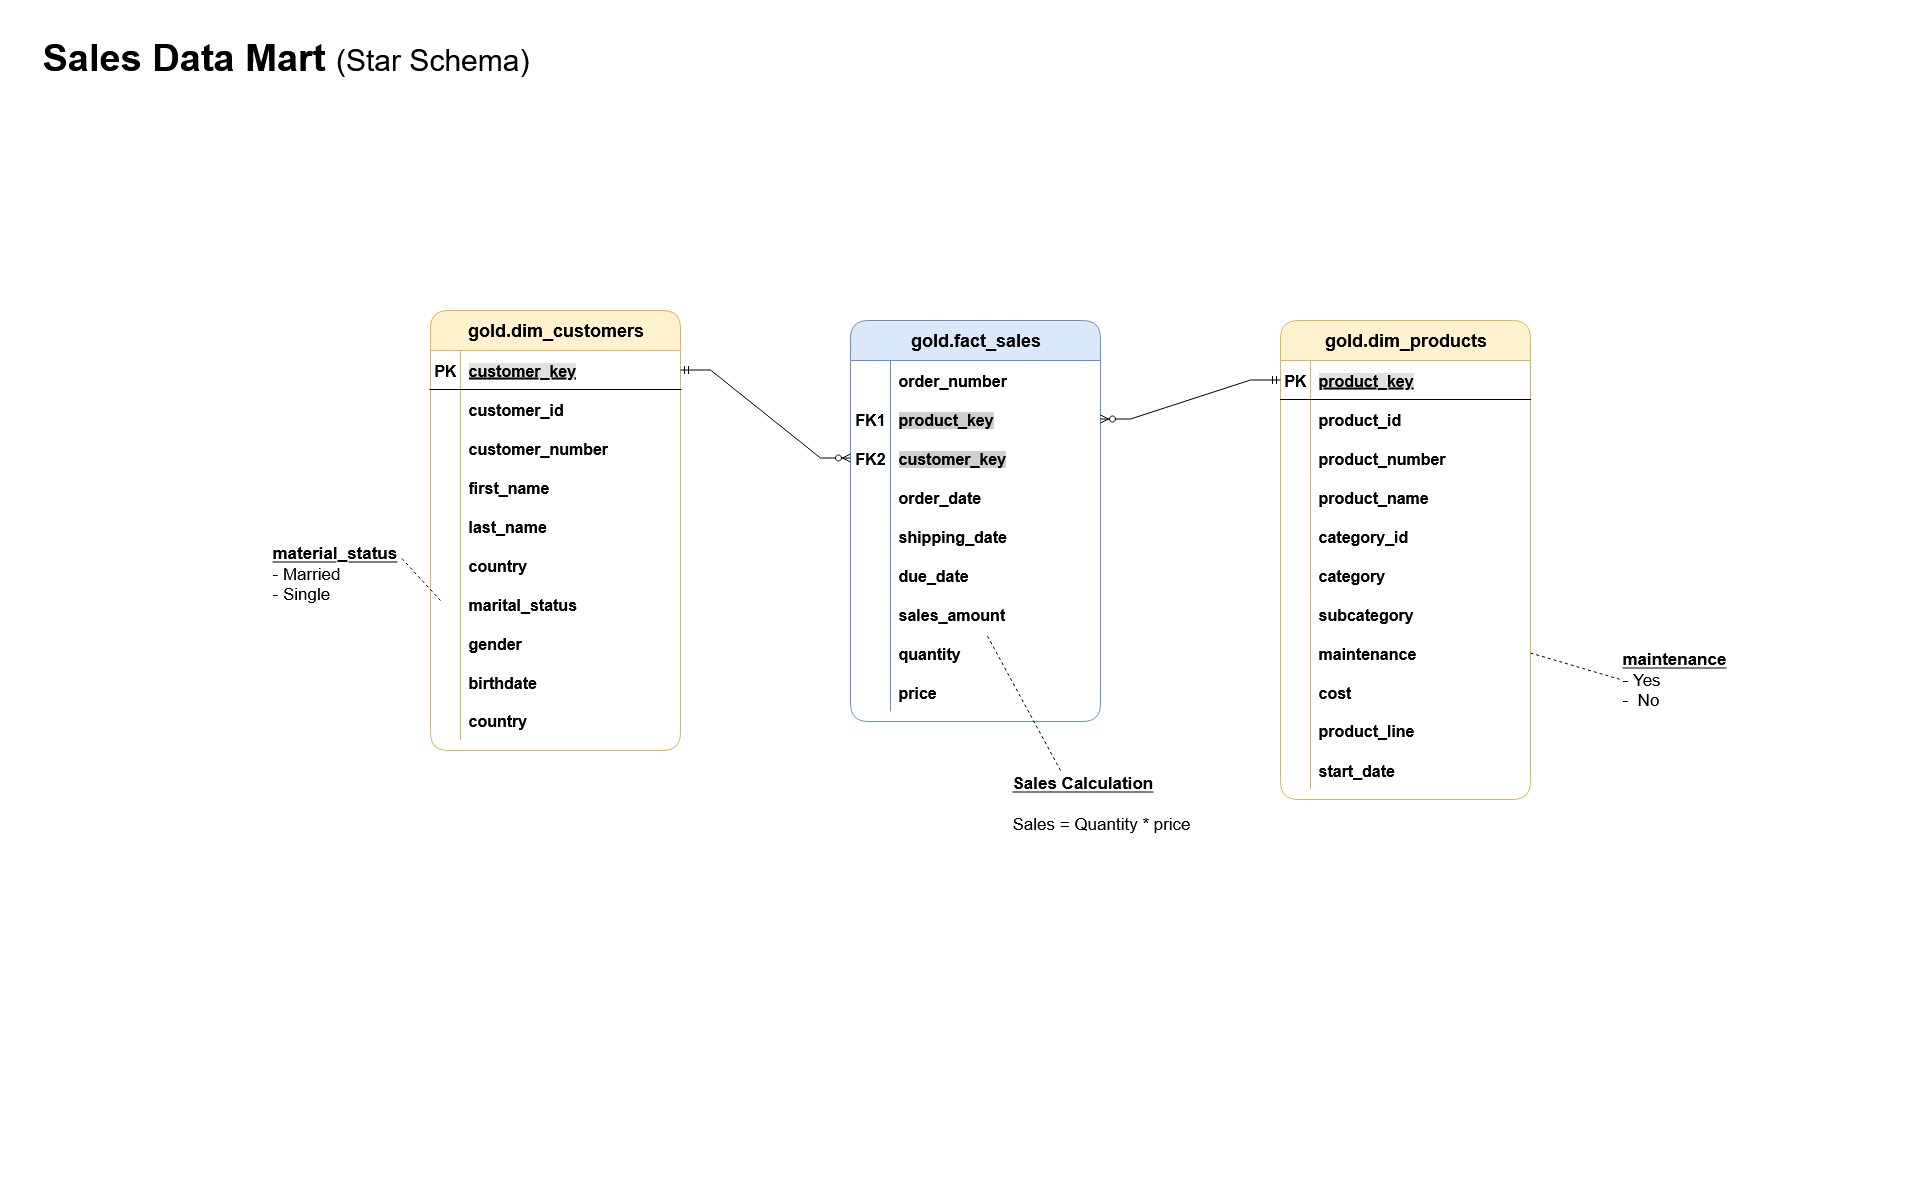 Sales Data Mart (Star Schema)
gold.dim_customers
PK customer_key
customer_id
customer_number
first_name
last_name
country
marital_status
gender
birthdate
country
material_status
- Married
- Single
gold.fact_sales
order_number
FK1 product_key
FK2 customer_key
order_date
shipping_date
due_date
sales_amount
quantity
price
Sales Calculation
Sales = Quantity * price
gold.dim_products
PK product_key
product_id
product_number
product_name
category_id
category
subcategory
maintenance
cost
product_line
start_date
maintenance
- Yes
- No